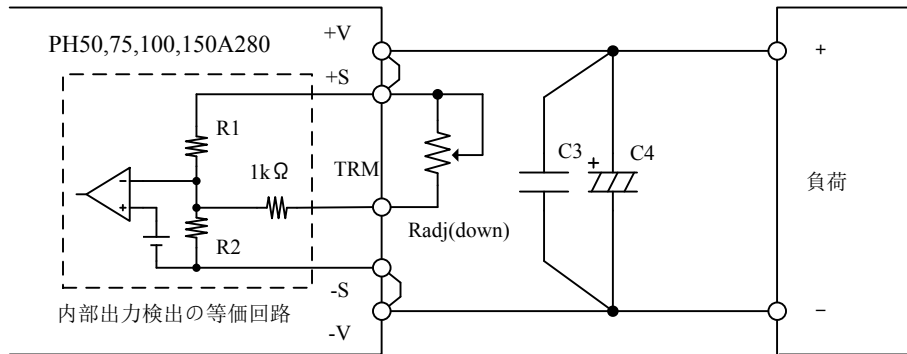 PH50,75,100,150A280
+V
+S
R1
1kΩ
TRM
R2
Radj(down)
-S
-V
内部出力検出の等価回路
-
+
C3
+
C4
+
負荷
−